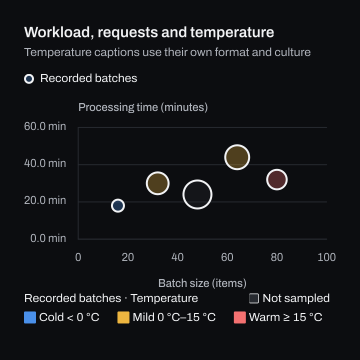 Workload, requests and temperature
Temperature captions use their own format and culture
Recorded batches
Processing time (minutes)
60.0 min
40.0 min
20.0 min
0.0 min
0 20 40 60 80 100
Batch size (items)
Recorded batches · Temperature Not sampled
Cold < 0 °C Mild 0 °C–15 °C Warm ≥ 15 °C